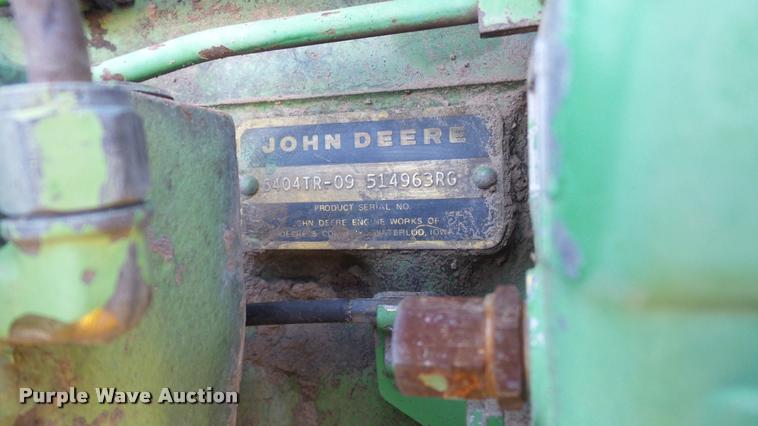 JOHN DEERE
6404TR-09 514963RG
PRODUCT SERIAL NO.
JOHN DEERE ENGINE WORKS OF
DEERE & WATERLOO, IOWA
Purple Wave Auction